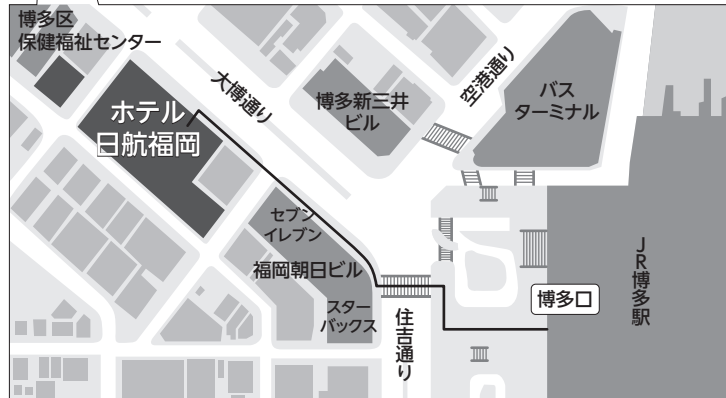 博多区
保健福祉センター
ホテル
日航福岡
大博通り
博多新三井
ビル
空港通り
バス
ターミナル
セブン
イレブン
福岡朝日ビル
スター
バックス
住吉通り
博多口
JR博多駅